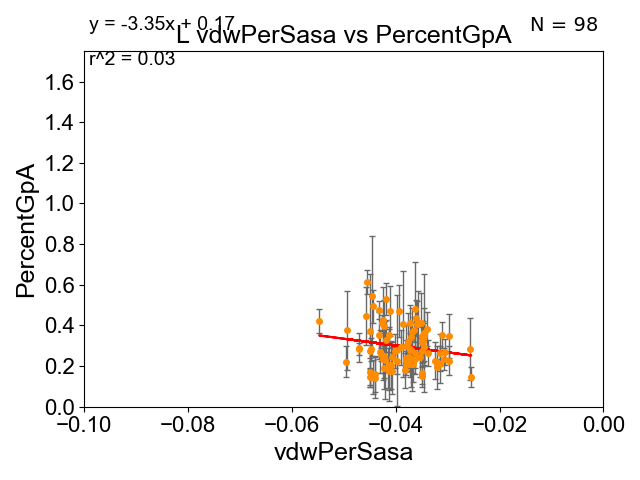 y = -3.35x + 0.17
N = 98
L vdwPerSasa vs PercentGpA
r^2 = 0.03
PercentGpA
1.6
1.4
1.2
1.0
0.8
0.6
0.4
0.2
0.0
−0.10
−0.08
−0.06
−0.04
−0.02
0.00
vdwPerSasa